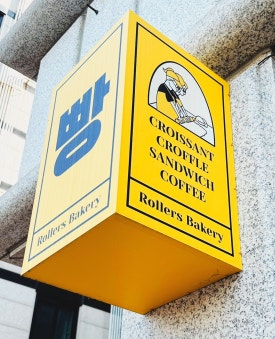 빵
Rollers Bakery
CROISSANT
CROFFLE
SANDWICH
COFFEE
Rollers Bakery